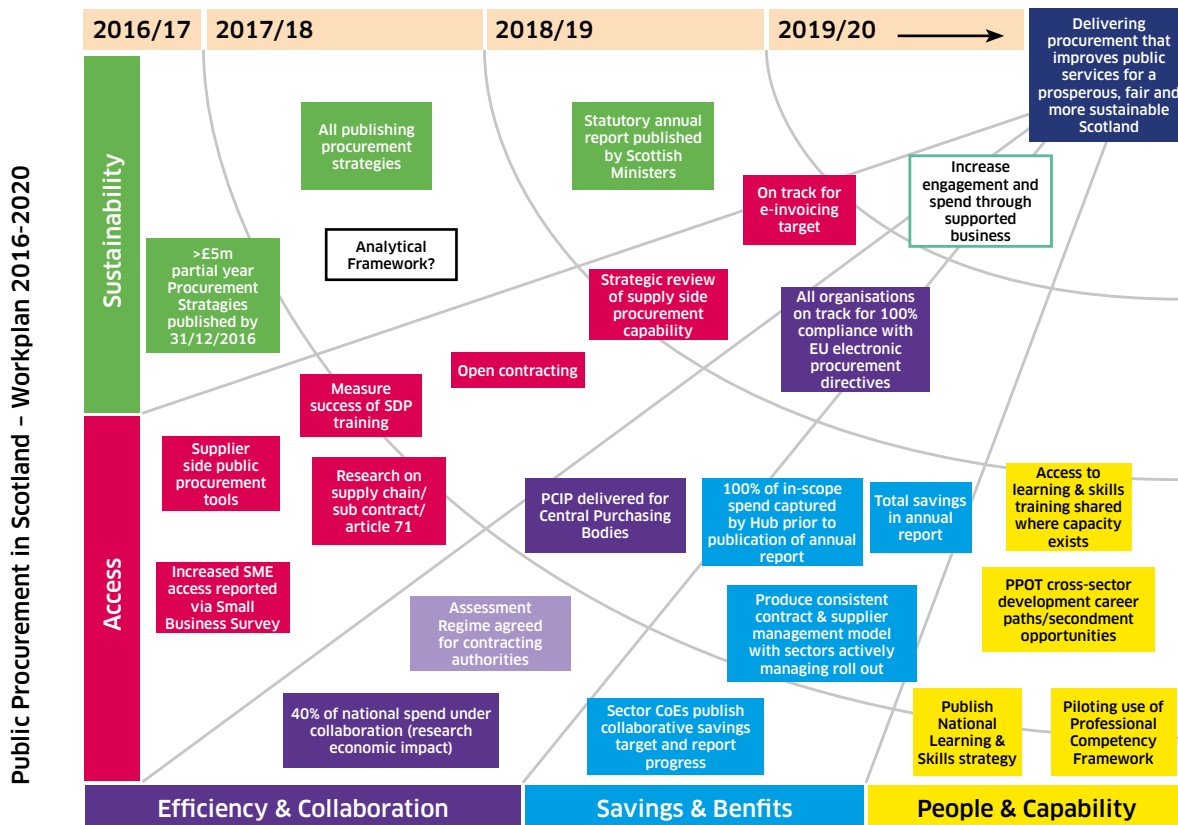 Public Procurement in Scotland – Workplan 2016-2020
2016/17
2017/18
2018/19
2019/20
Delivering
procurement that
improves public
services for a
prosperous, fair and
more sustainable
Scotland
Sustainability
All publishing
procurement
strategies
Statutory annual
report published
by Scottish
Ministers
On track for
e-invoicing
target
Increase
engagement and
spend through
supported
business
>£5m
partial year
Procurement
Stratagies
published by
31/12/2016
Analytical
Framework?
Strategic review
of supply side
procurement
capability
All organisations
on track for 100%
compliance with
EU electronic
procurement
directives
Open contracting
Measure
success of SDP
training
Access
Supplier
side public
procurement
tools
Research on
supply chain/
sub contract/
article 71
PCIP delivered for
Central Purchasing
Bodies
100% of in-scope
spend captured
by Hub prior to
publication of annual
report
Total savings
in annual
report
Access to
learning & skills
training shared
where capacity
exists
Increased SME
access reported
via Small
Business Survey
Assessment
Regime agreed
for contracting
authorities
Produce consistent
contract & supplier
management model
with sectors actively
managing roll out
PPOT cross-sector
development career
paths/secondment
opportunities
40% of national spend under
collaboration (research
economic impact)
Sector CoEs publish
collaborative savings
target and report
progress
Publish
National
Learning &
Skills strategy
Piloting use of
Professional
Competency
Framework
Efficiency & Collaboration
Savings & Benfits
People & Capability